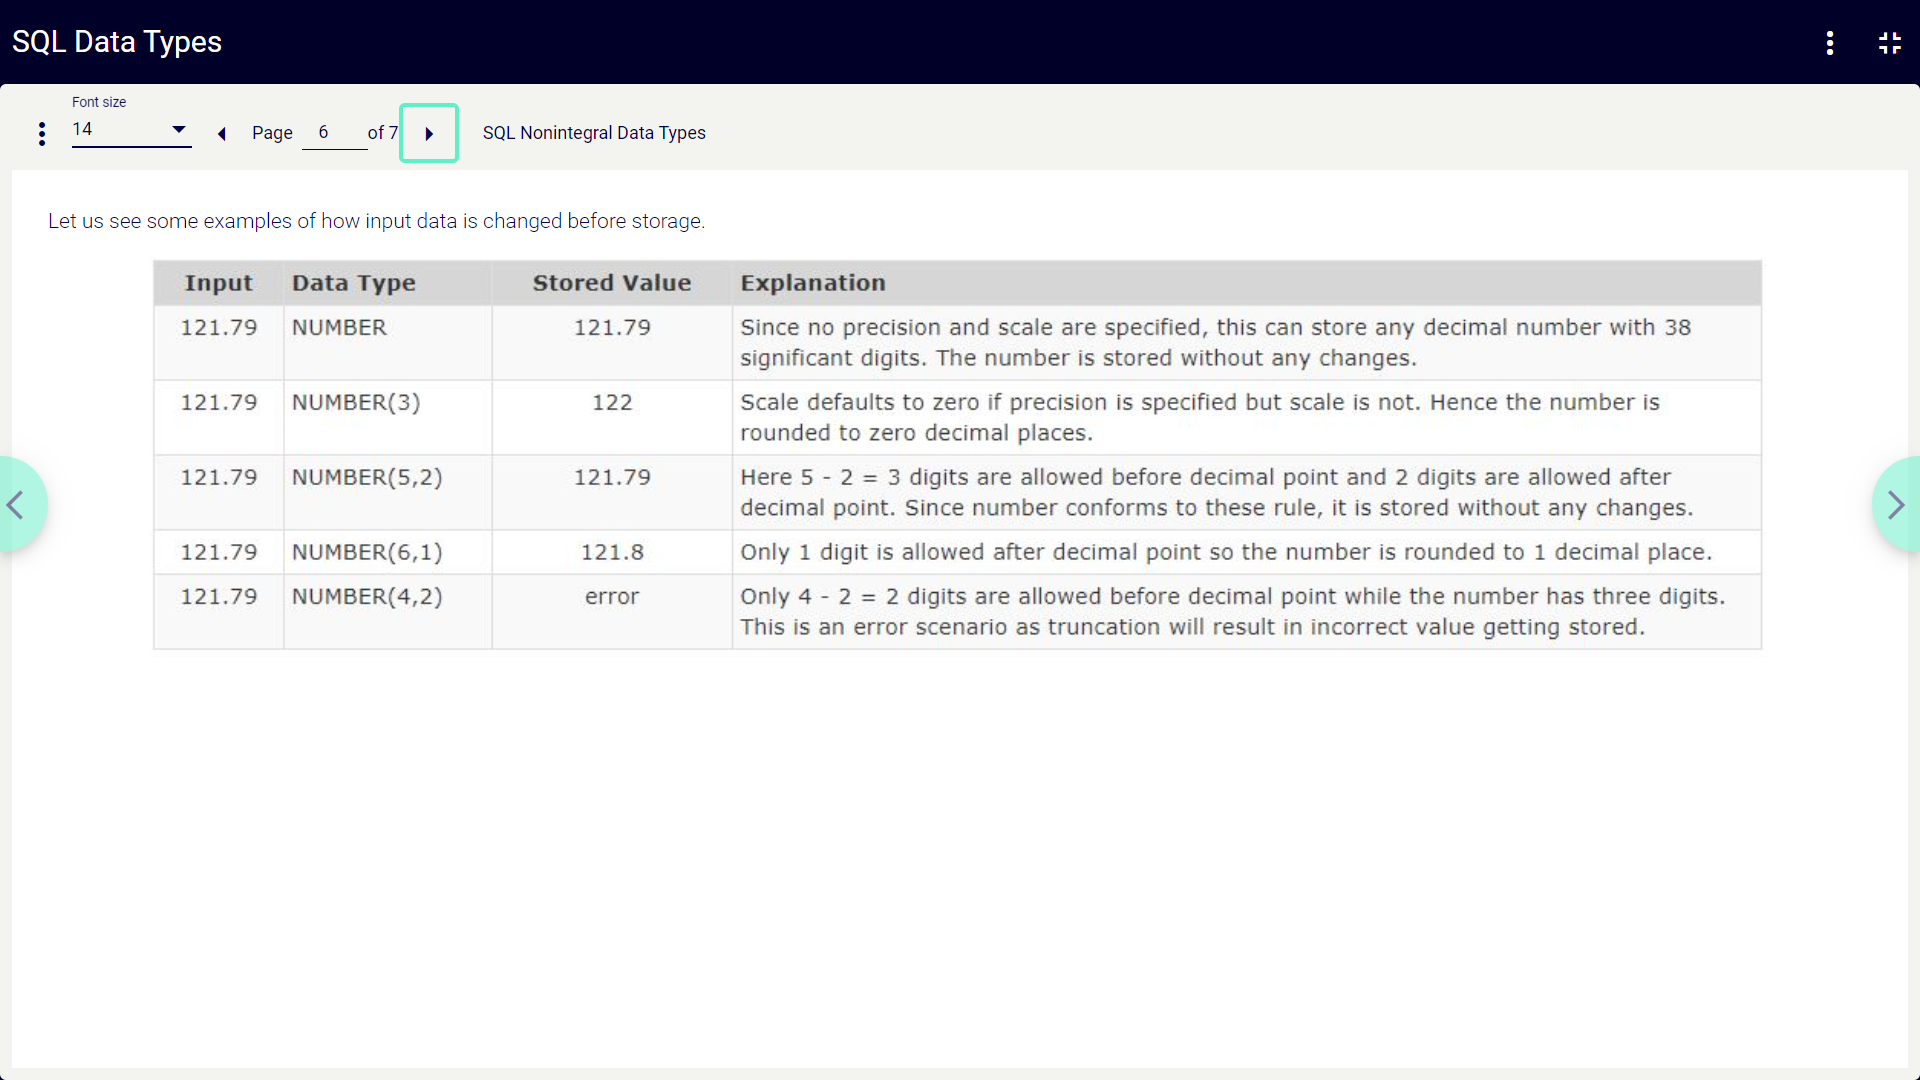 SQL Data Types
Font size
14
Page 6 of 7
SQL Nonintegral Data Types
Let us see some examples of how input data is changed before storage.
Input Data Type Stored Value Explanation
121.79 NUMBER 121.79 Since no precision and scale are specified, this can store any decimal number with 38
significant digits. The number is stored without any changes.
121.79 NUMBER(3) 122 Scale defaults to zero if precision is specified but scale is not. Hence the number is
rounded to zero decimal places.
121.79 NUMBER(5,2) 121.79 Here 5 - 2 = 3 digits are allowed before decimal point and 2 digits are allowed after
decimal point. Since number conforms to these rule, it is stored without any changes.
121.79 NUMBER(6,1) 121.8 Only 1 digit is allowed after decimal point so the number is rounded to 1 decimal place.
121.79 NUMBER(4,2) error Only 4 - 2 = 2 digits are allowed before decimal point while the number has three digits.
This is an error scenario as truncation will result in incorrect value getting stored.